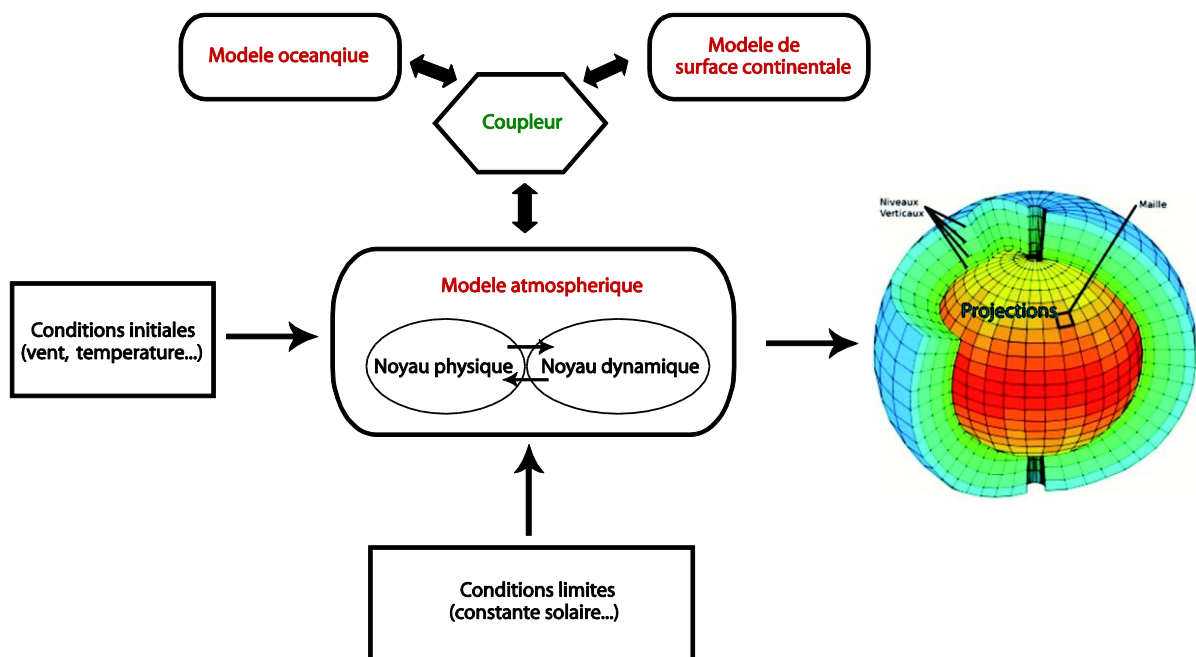 Modele oceanqiue
Modele de
surface continentale
Coupleur
Niveaux
Verticaux
Maille
Modele atmospherique
Projections
Conditions initiales
(vent, temperature...)
Noyau physique
Noyau dynamique
Conditions limites
(constante solaire...)